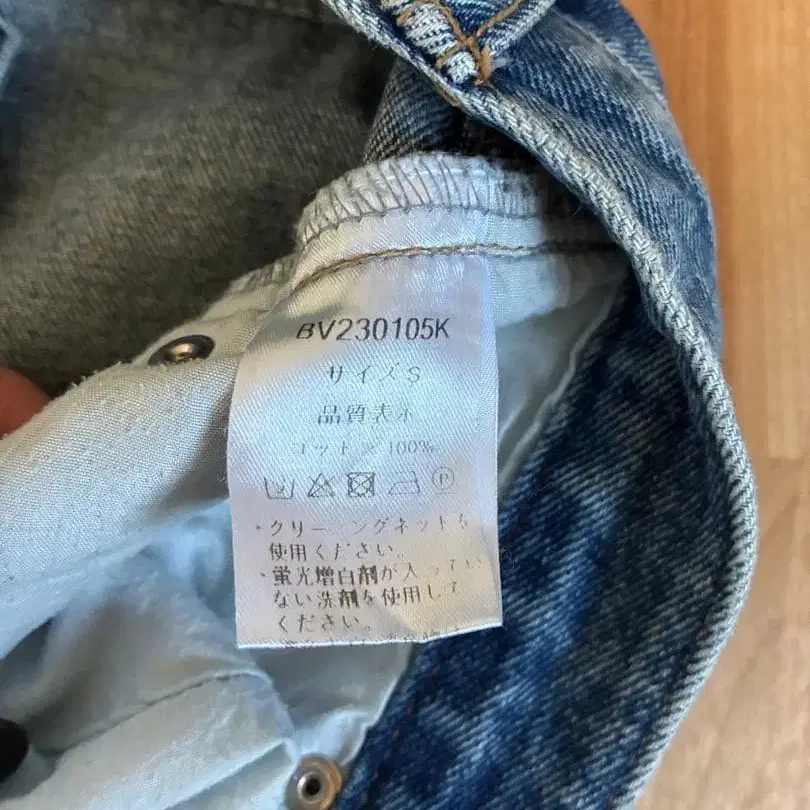 BV230105K
サイズ S
品質表示
コットン 100%
Ⓟ
・クリーニングネットを
使用ください。
・蛍光増白剤が入ってい
ない洗剤を使用して
ください。